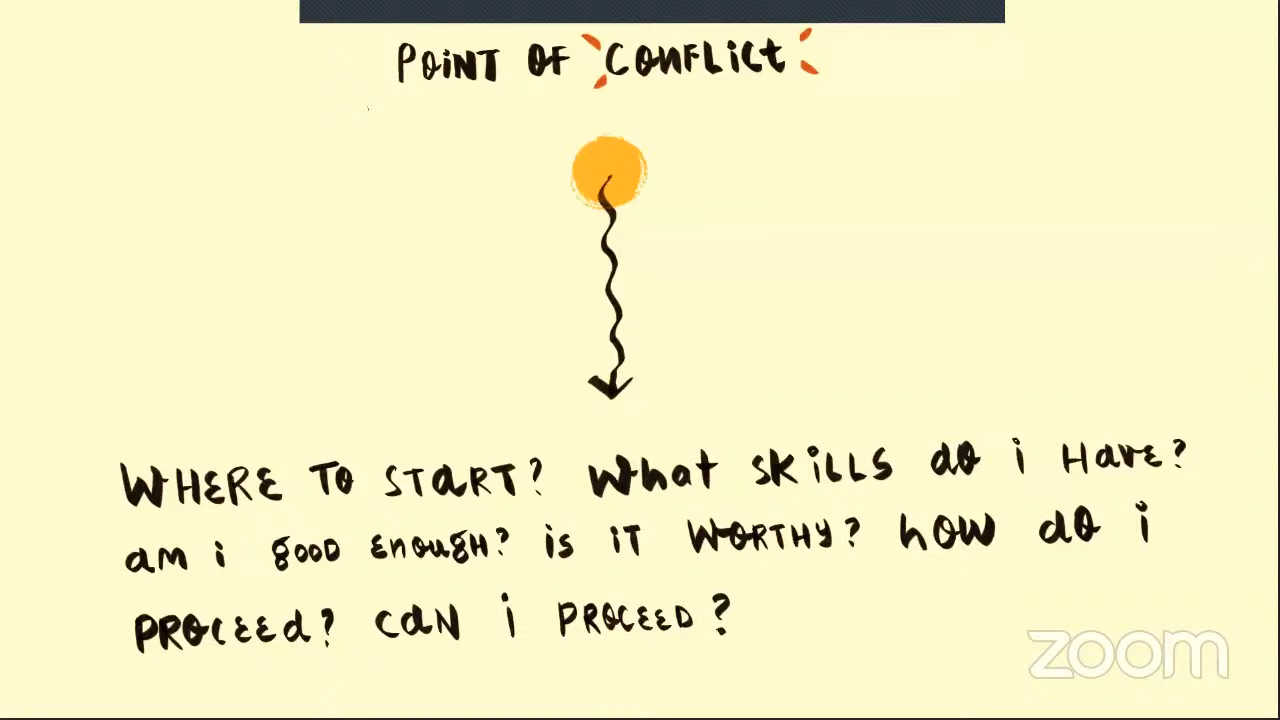 POINT OF CONFLICT
WHERE TO START? WHAT SKILLS DO I HAVE?
AM I GOOD ENOUGH? IS IT WORTHY? HOW DO I
PROCEED? CAN I PROCEED?
zoom